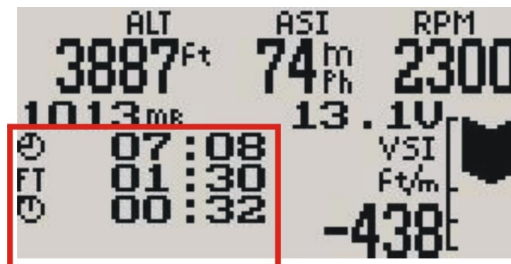 ALT ASI RPM
3887ft 74mPh 2300
1013mB 13.1V
07:08 VSI
FT 01:30 ft/m
00:32 -438